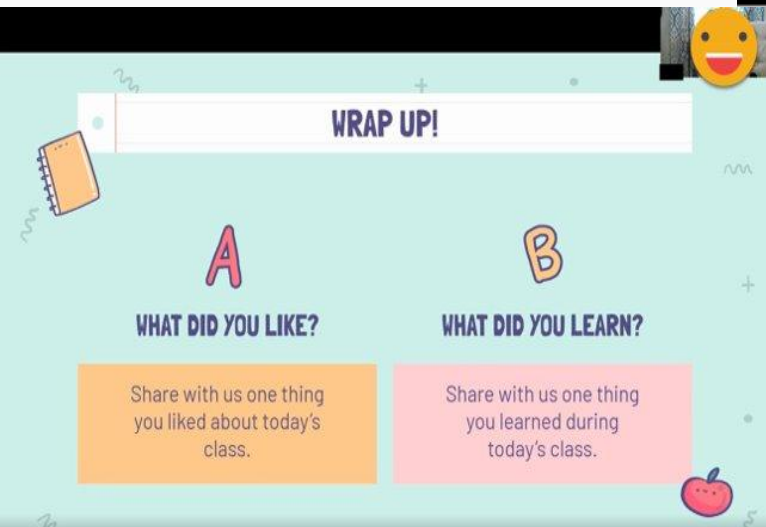 WRAP UP!
A
B
WHAT DID YOU LIKE?
WHAT DID YOU LEARN?
Share with us one thing
you liked about today's
class.
Share with us one thing
you learned during
today's class.